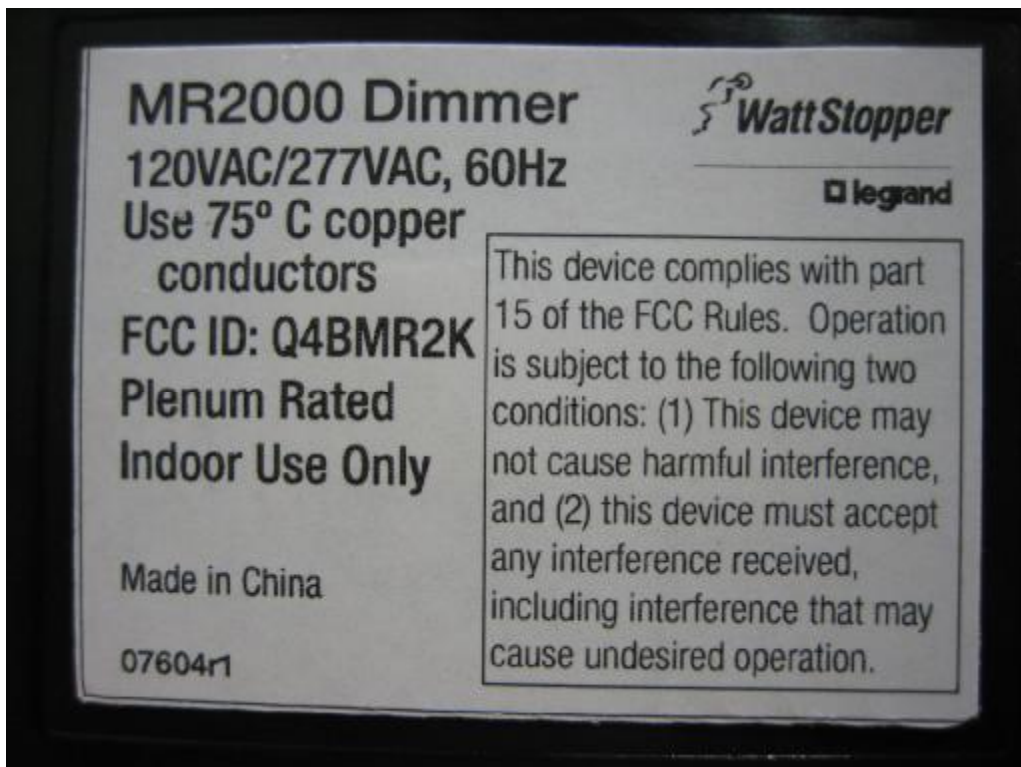 MR2000 Dimmer
120VAC/277VAC, 60Hz
Use 75º C copper
conductors
FCC ID: Q4BMR2K
Plenum Rated
Indoor Use Only
Made in China
07604r1
WattStopper
legrand
This device complies with part
15 of the FCC Rules. Operation
is subject to the following two
conditions: (1) This device may
not cause harmful interference,
and (2) this device must accept
any interference received,
including interference that may
cause undesired operation.